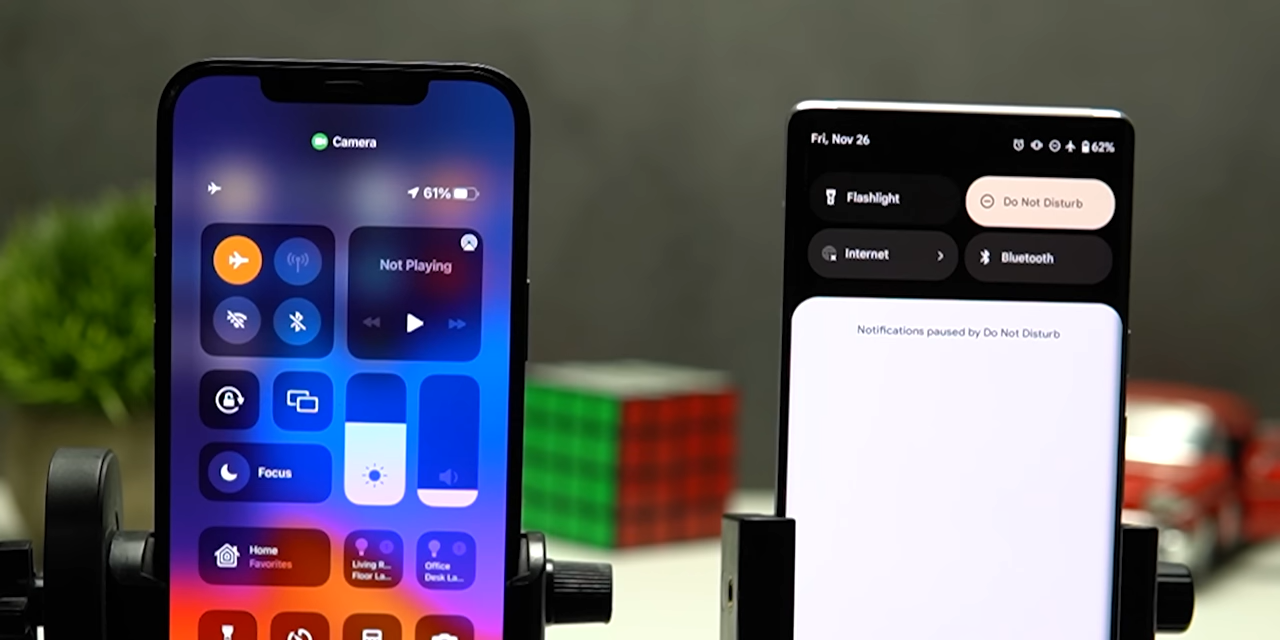 Camera
61%
Not Playing
Focus
Home
Favorites
Living R...
Floor La...
Office
Desk La...
Fri, Nov 26
62%
Flashlight
Do Not Disturb
Internet
Bluetooth
Notifications paused by Do Not Disturb